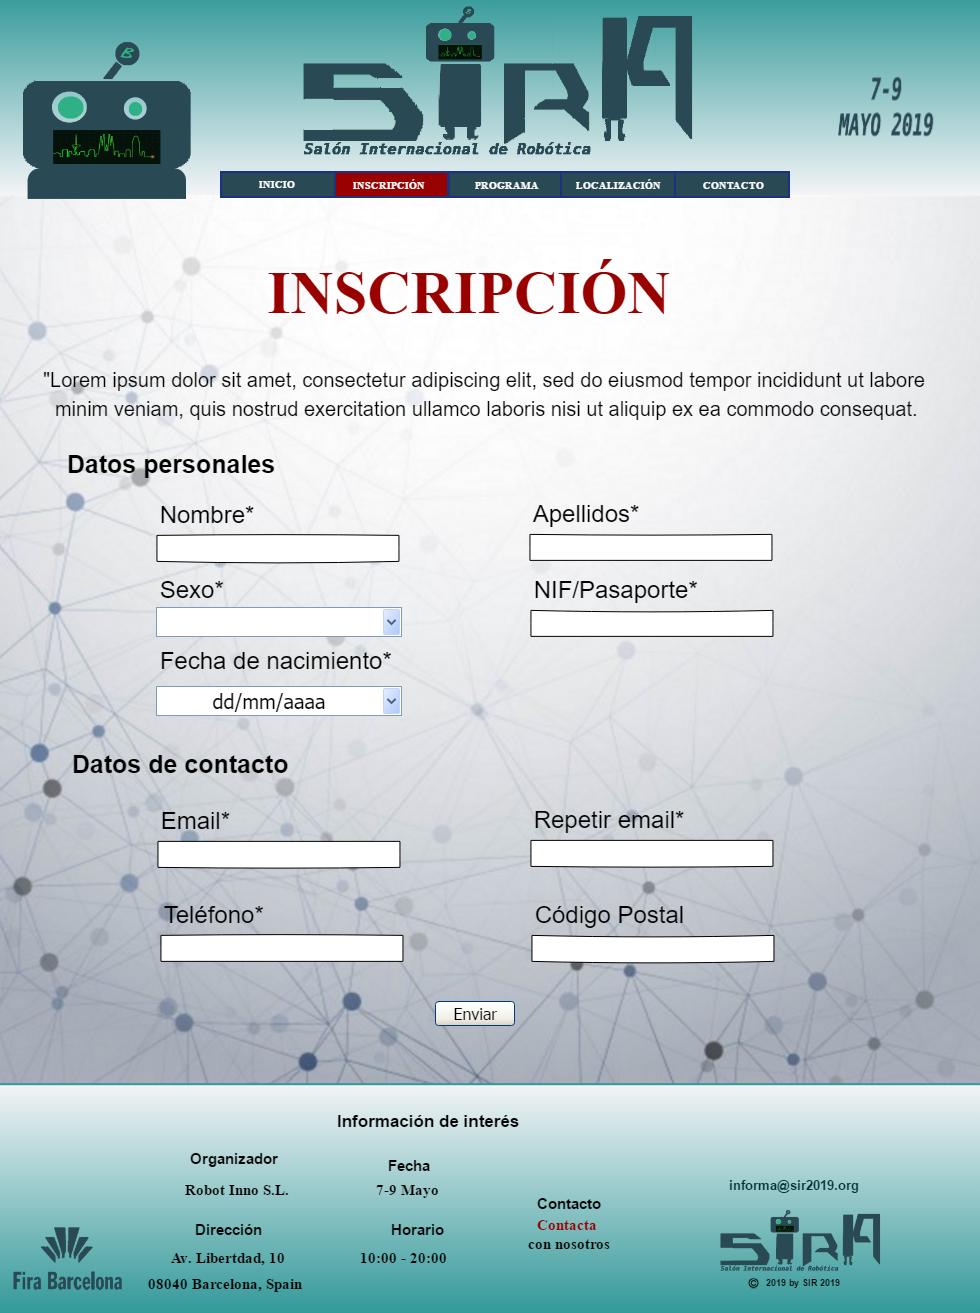 B
SIRA
Salón Internacional de Robótica
7-9
MAYO 2019
INICIO
INSCRIPCIÓN
PROGRAMA
LOCALIZACIÓN
CONTACTO
INSCRIPCIÓN
"Lorem ipsum dolor sit amet, consectetur adipiscing elit, sed do eiusmod tempor incididunt ut labore
minim veniam, quis nostrud exercitation ullamco laboris nisi ut aliquip ex ea commodo consequat.
Datos personales
Nombre*
Apellidos*
Sexo*
NIF/Pasaporte*
Fecha de nacimiento*
dd/mm/aaaa
Datos de contacto
Email*
Repetir email*
Teléfono*
Código Postal
Enviar
Información de interés
Organizador
Robot Inno S.L.
Fecha
7-9 Mayo
Dirección
Av. Libertdad, 10
08040 Barcelona, Spain
Horario
10:00 - 20:00
Contacto
Contacta
con nosotros
informa@sir2019.org
SIRA
Salón Internacional de Robótica
© 2019 by SIR 2019
Fira Barcelona